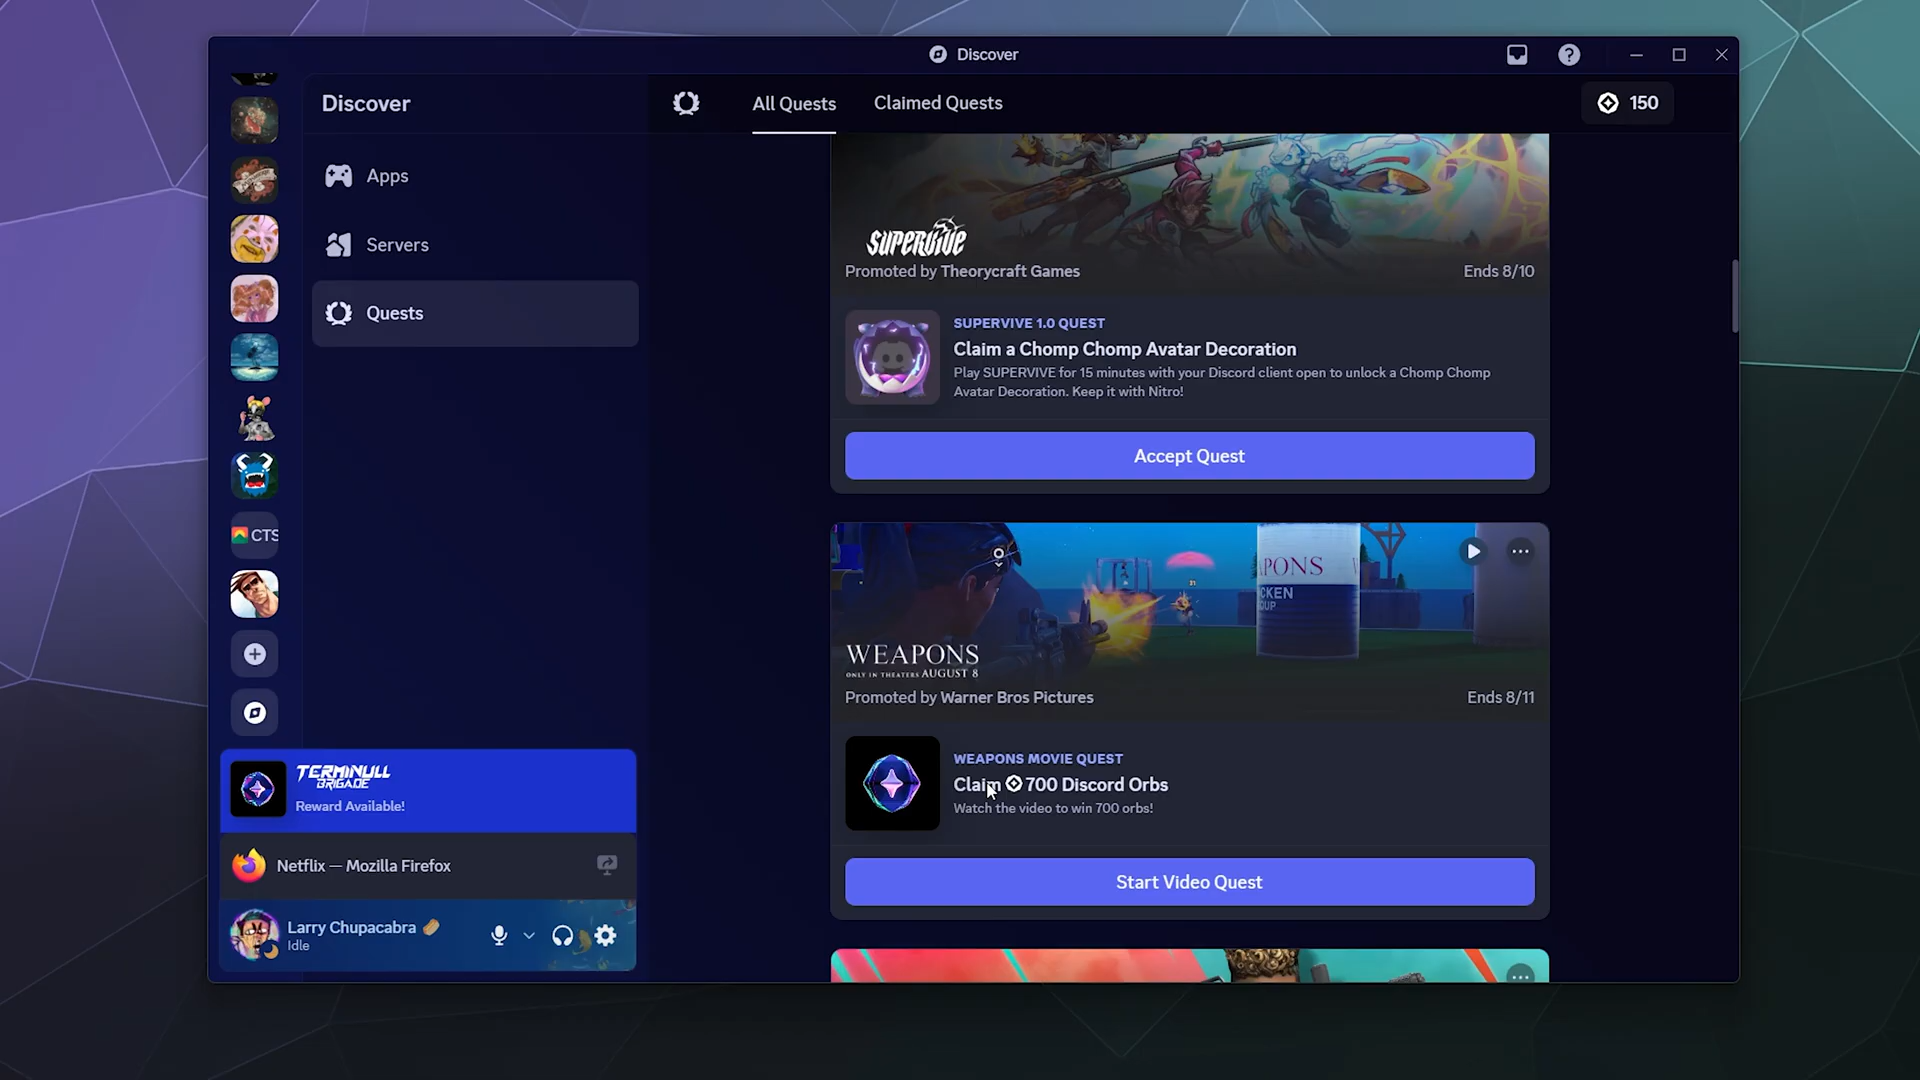 Discover
Discover
All Quests
Claimed Quests
150
Apps
Servers
Quests
CTS
SUPERVIVE
Promoted by Theorycraft Games
Ends 8/10
SUPERVIVE 1.0 QUEST
Claim a Chomp Chomp Avatar Decoration
Play SUPERVIVE for 15 minutes with your Discord client open to unlock a Chomp Chomp
Avatar Decoration. Keep it with Nitro!
Accept Quest
PONS
CKEN
OUP
31
WEAPONS
ONLY IN THEATERS AUGUST 8
Promoted by Warner Bros Pictures
Ends 8/11
WEAPONS MOVIE QUEST
Claim 700 Discord Orbs
Watch the video to win 700 orbs!
Start Video Quest
TERMINULL
BRIGADE
Reward Available!
Netflix — Mozilla Firefox
Larry Chupacabra
Idle